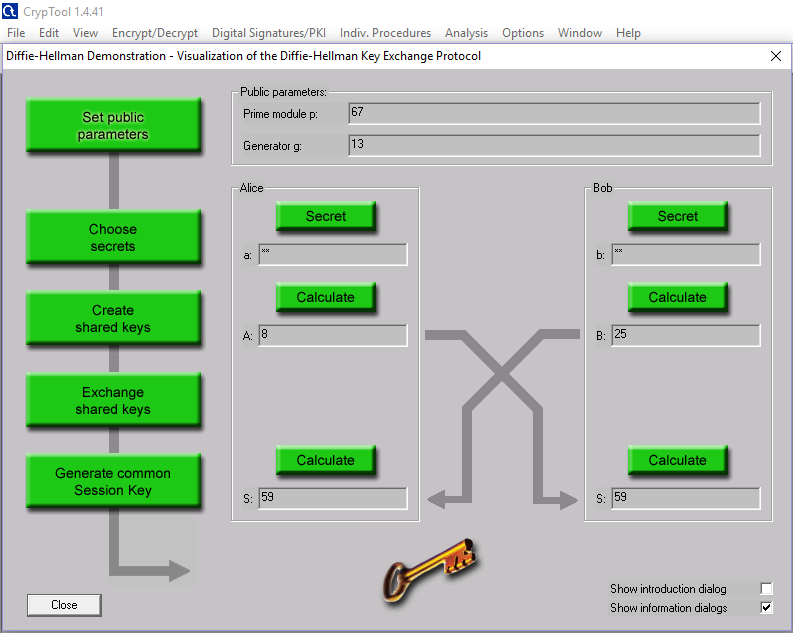 CrypTool 1.4.41
File Edit View Encrypt/Decrypt Digital Signatures/PKI Indiv. Procedures Analysis Options Window Help
Diffie-Hellman Demonstration - Visualization of the Diffie-Hellman Key Exchange Protocol
Set public
parameters
Choose
secrets
Create
shared keys
Exchange
shared keys
Generate common
Session Key
Public parameters:
Prime module p: 67
Generator g: 13
Alice
Secret
a: **
Calculate
A: 8
Calculate
S: 59
Bob
Secret
b: **
Calculate
B: 25
Calculate
S: 59
Close
Show introduction dialog
Show information dialogs